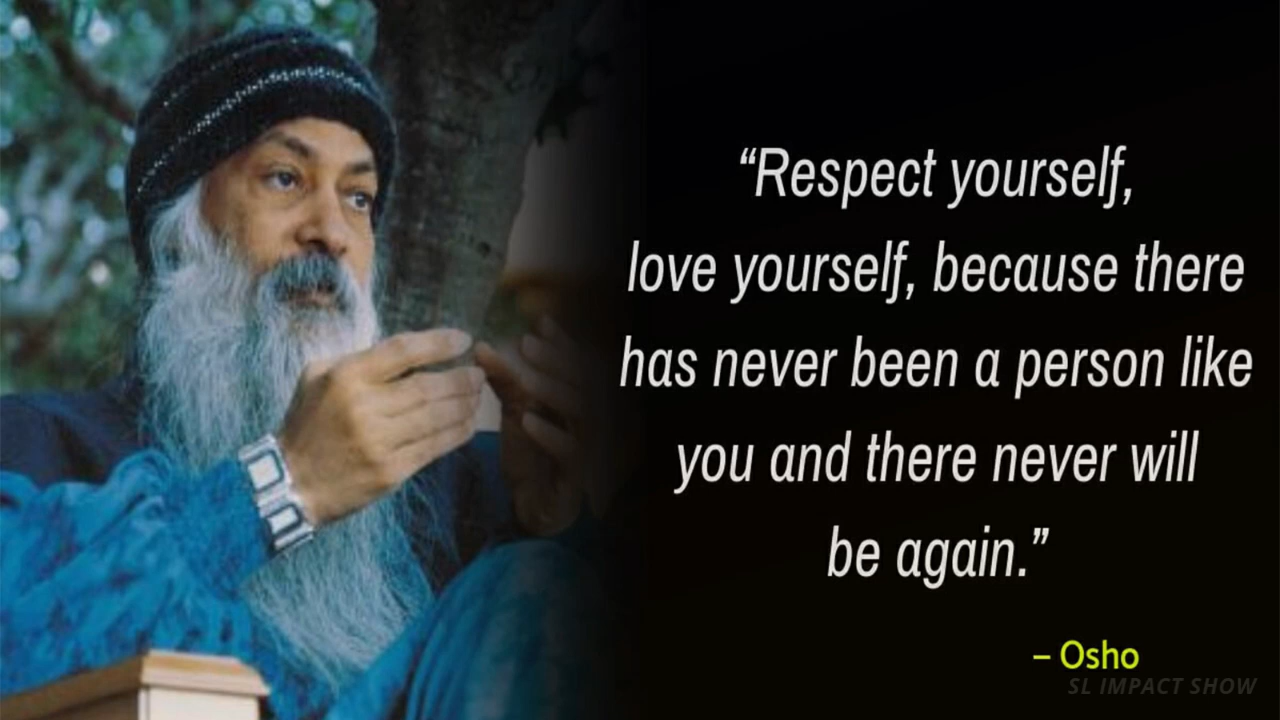 “Respect yourself,
love yourself, because there
has never been a person like
you and there never will
be again.”
– Osho
SL IMPACT SHOW